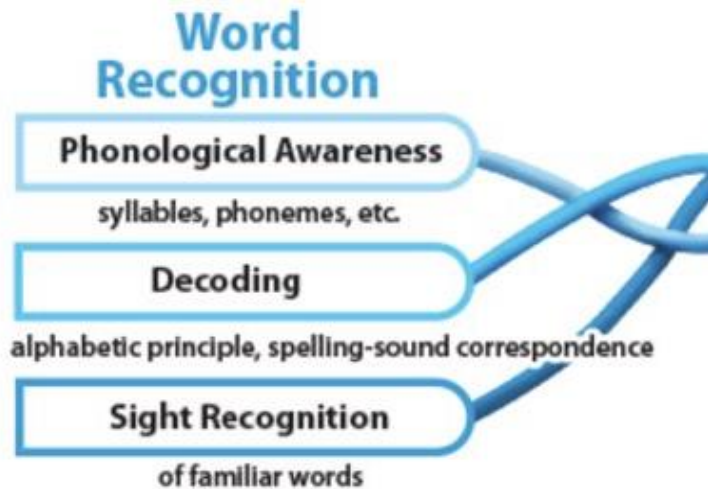 Word
Recognition
Phonological Awareness
syllables, phonemes, etc.
Decoding
alphabetic principle, spelling-sound correspondence
Sight Recognition
of familiar words